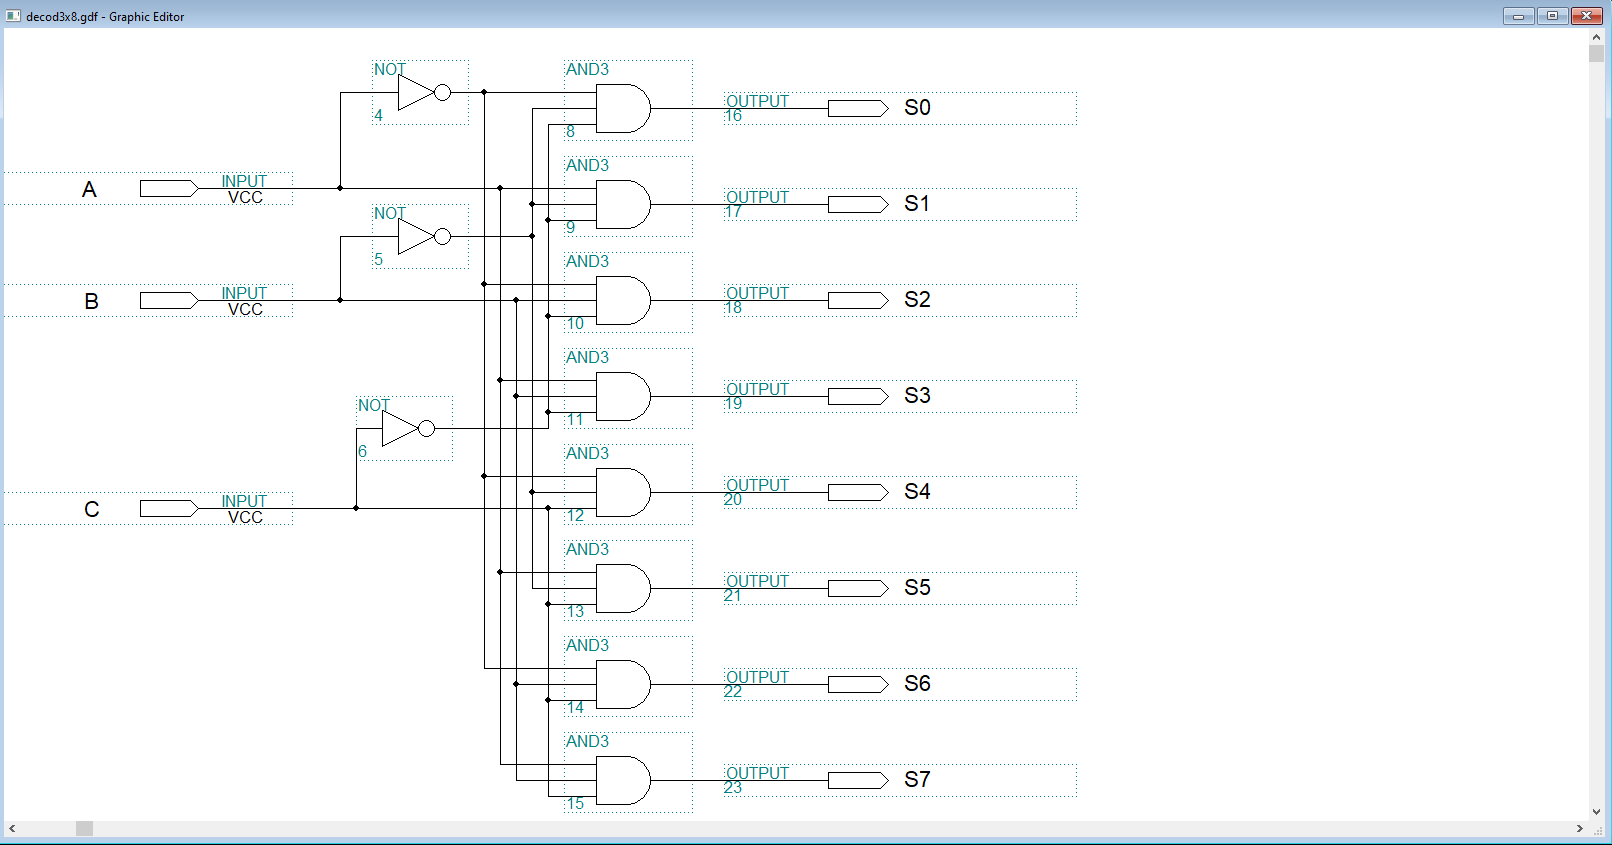 decod3x8.gdf - Graphic Editor
NOT
4
AND3
8
OUTPUT
16
S0
A
INPUT
VCC
AND3
9
OUTPUT
17
S1
NOT
5
B
INPUT
VCC
AND3
10
OUTPUT
18
S2
AND3
11
OUTPUT
19
S3
NOT
6
AND3
12
OUTPUT
20
S4
C
INPUT
VCC
AND3
13
OUTPUT
21
S5
AND3
14
OUTPUT
22
S6
AND3
15
OUTPUT
23
S7